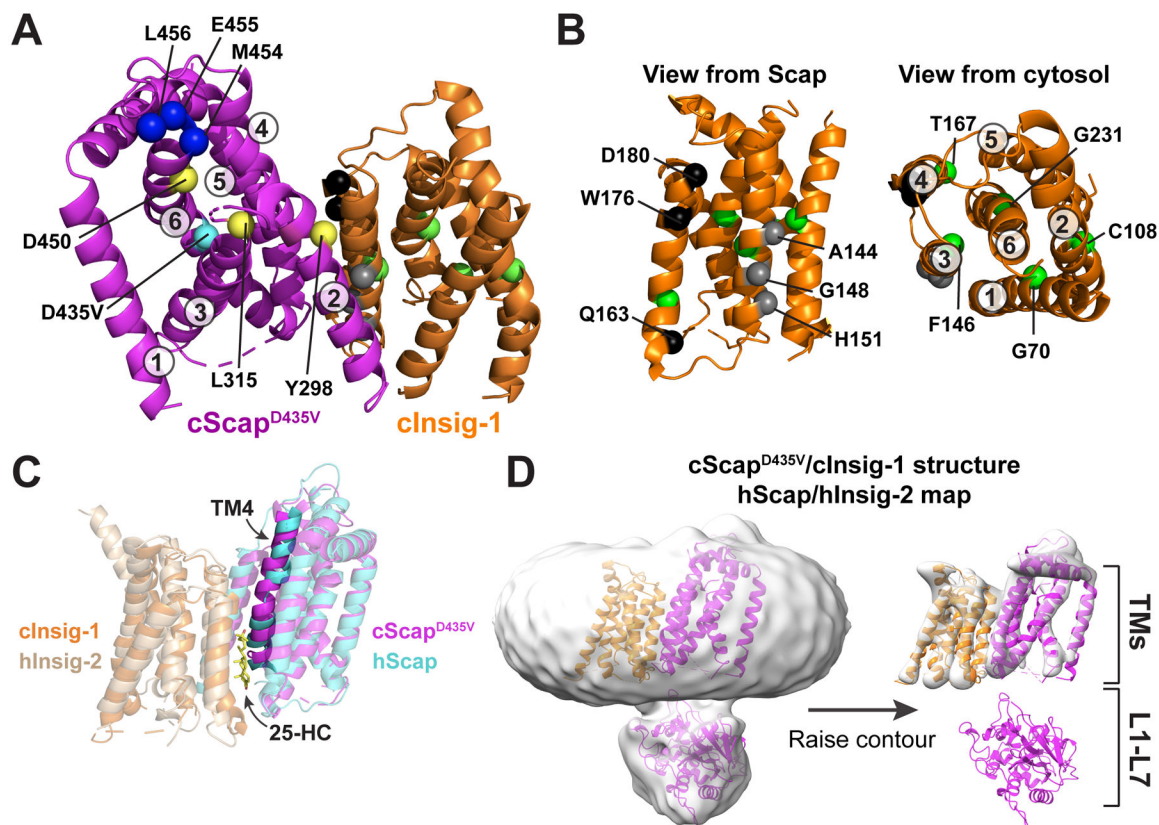 A
L456
E455
M454
4
5
D450
6
D435V
3
2
1
L315
Y298
cScapD435V
cInsig-1
B
View from Scap
View from cytosol
D180
W176
Q163
A144
G148
H151
T167
5
G231
4
2
C108
6
3
1
F146
G70
C
TM4
cInsig-1
hInsig-2
cScapD435V
hScap
25-HC
D
cScapD435V/cInsig-1 structure
hScap/hInsig-2 map
Raise contour
TMs
L1-L7